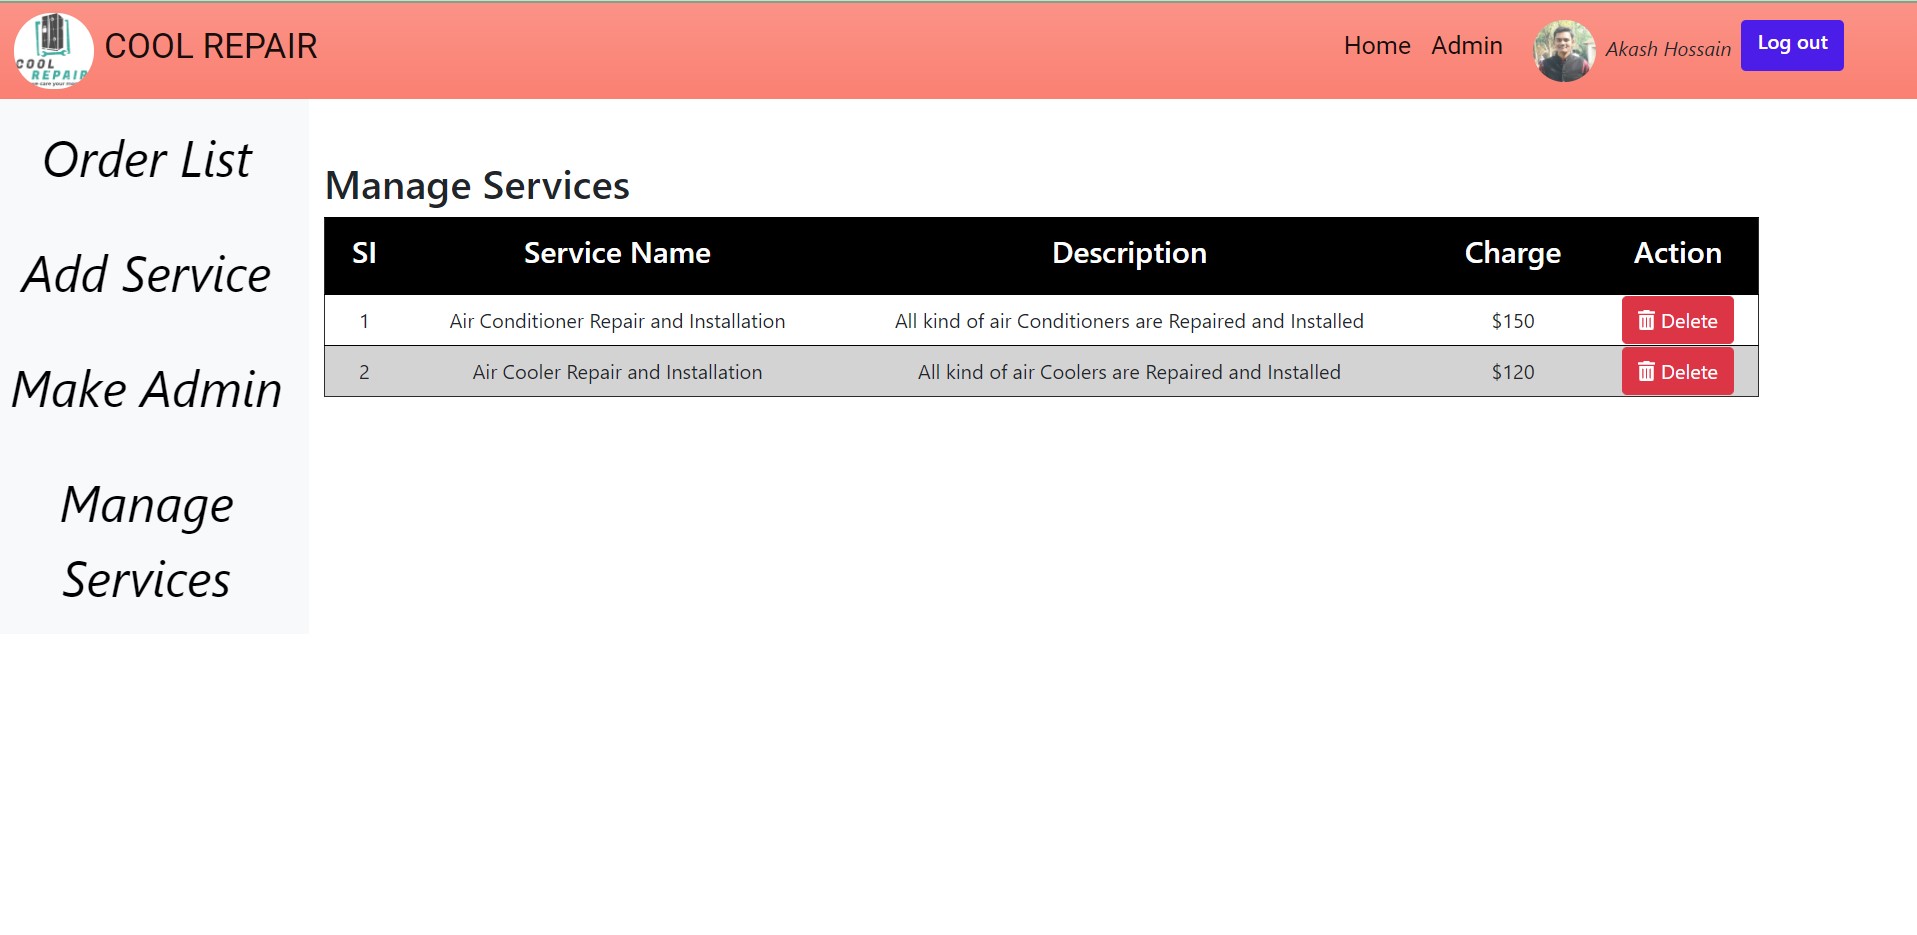 COOL
REPAIR
COOL REPAIR
Home Admin Akash Hossain Log out
Order List
Add Service
Make Admin
Manage
Services
Manage Services
SI Service Name Description Charge Action
1 Air Conditioner Repair and Installation All kind of air Conditioners are Repaired and Installed $150 Delete
2 Air Cooler Repair and Installation All kind of air Coolers are Repaired and Installed $120 Delete